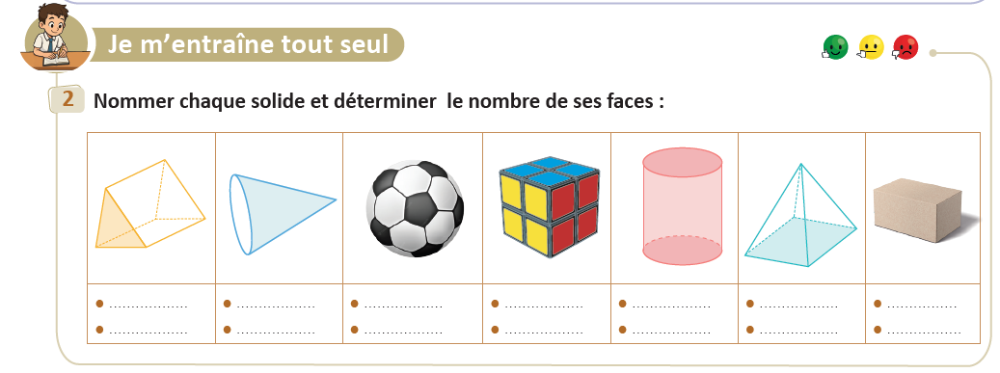 Je m’entraîne tout seul
2 Nommer chaque solide et déterminer le nombre de ses faces :
● ................. ● ................. ● ................. ● ................. ● ................. ● ................. ● ...............
● ................. ● ................. ● ................. ● ................. ● ................. ● ................. ● ................